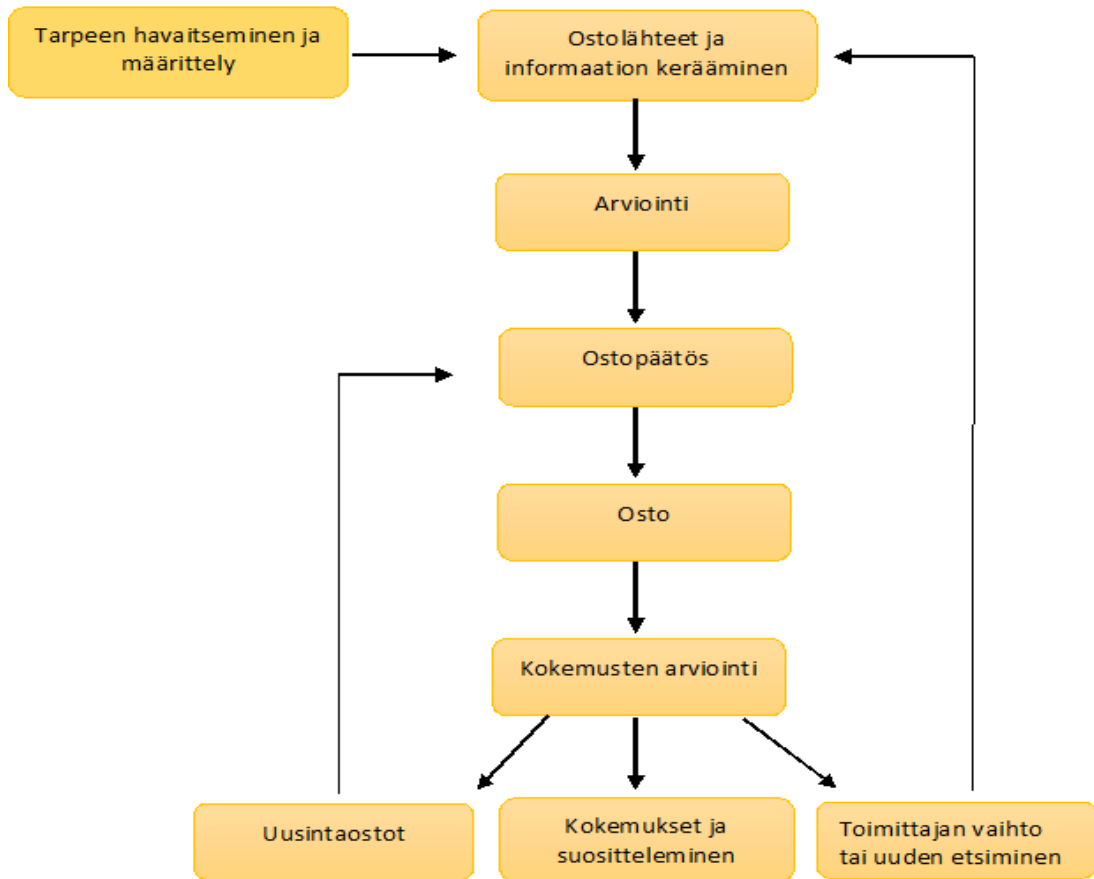 Tarpeen havaitseminen ja
määrittely
Ostolähteet ja
informaation kerääminen
Arviointi
Ostopäätös
Osto
Kokemusten arviointi
Uusintaostot
Kokemukset ja
suositteleminen
Toimittajan vaihto
tai uuden etsiminen